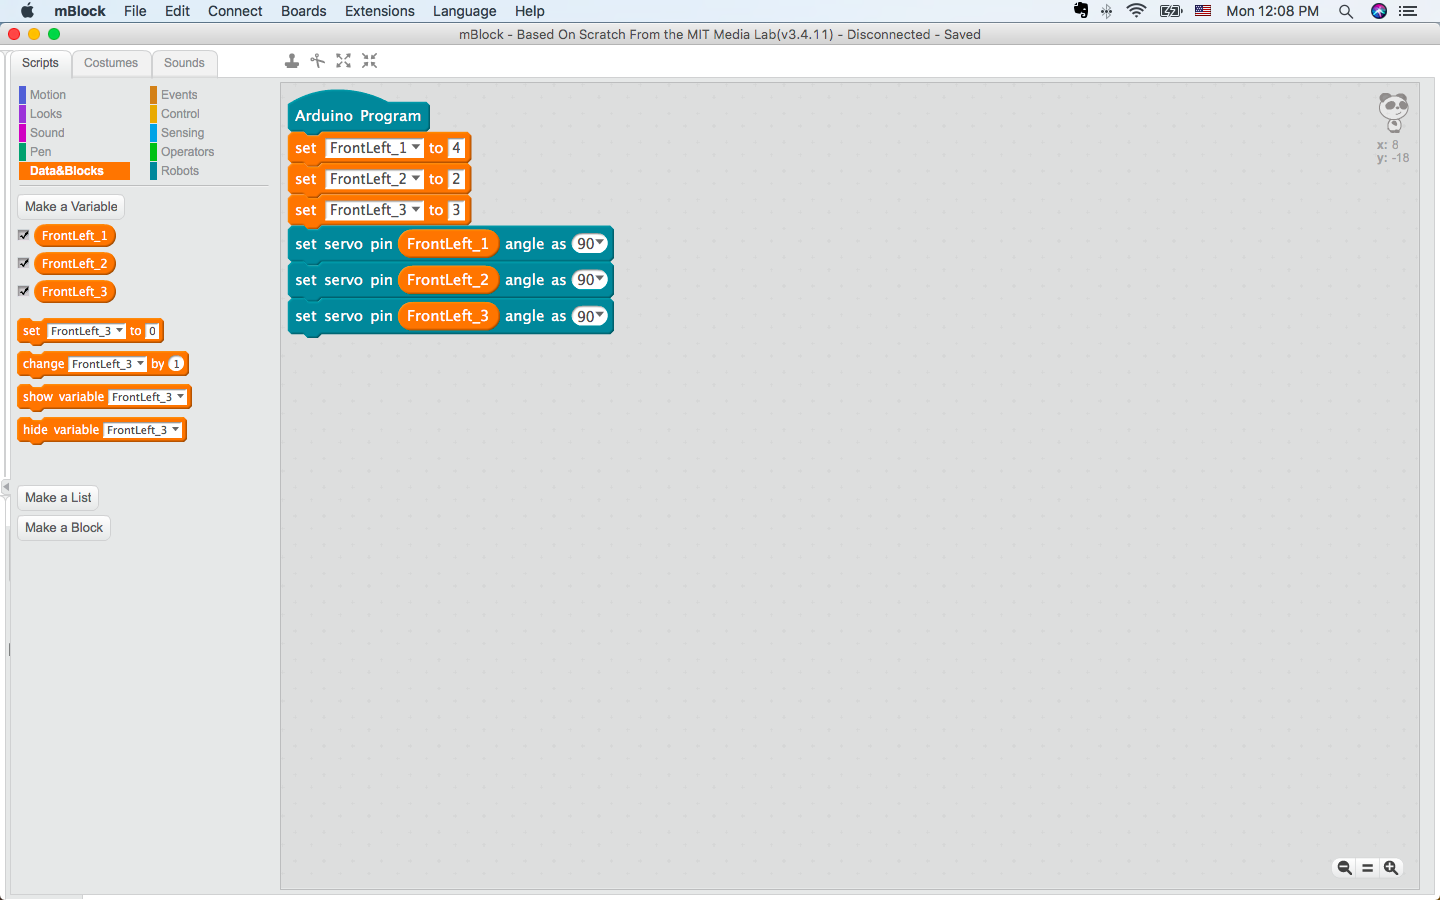 mBlock File Edit Connect Boards Extensions Language Help Mon 12:08 PM
mBlock - Based On Scratch From the MIT Media Lab(v3.4.11) - Disconnected - Saved
Scripts Costumes Sounds
Motion Events
Looks Control
Sound Sensing
Pen Operators
Data&Blocks Robots
Make a Variable
FrontLeft_1
FrontLeft_2
FrontLeft_3
set FrontLeft_3 to 0
change FrontLeft_3 by 1
show variable FrontLeft_3
hide variable FrontLeft_3
Make a List
Make a Block
Arduino Program
set FrontLeft_1 to 4
set FrontLeft_2 to 2
set FrontLeft_3 to 3
set servo pin FrontLeft_1 angle as 90
set servo pin FrontLeft_2 angle as 90
set servo pin FrontLeft_3 angle as 90
x: 8
y: -18